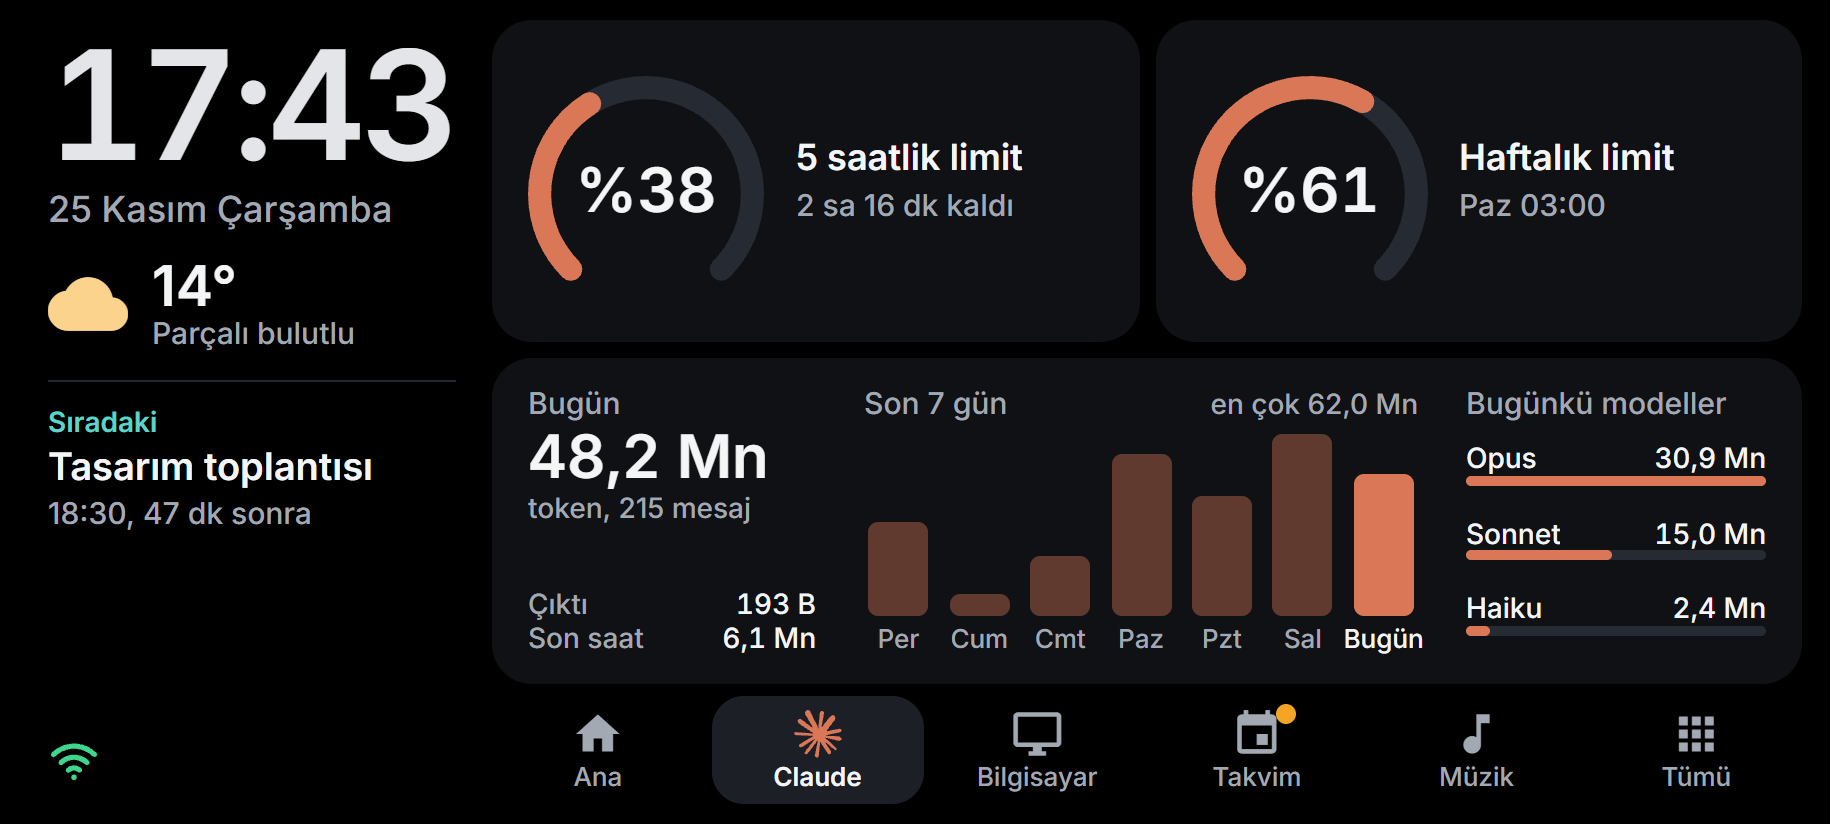 17:43
25 Kasım Çarşamba
14°
Parçalı bulutlu
Sıradaki
Tasarım toplantısı
18:30, 47 dk sonra
%38
5 saatlik limit
2 sa 16 dk kaldı
%61
Haftalık limit
Paz 03:00
Bugün
48,2 Mn
token, 215 mesaj
Çıktı 193 B
Son saat 6,1 Mn
Son 7 gün en çok 62,0 Mn
Per Cum Cmt Paz Pzt Sal Bugün
Bugünkü modeller
Opus 30,9 Mn
Sonnet 15,0 Mn
Haiku 2,4 Mn
Ana Claude Bilgisayar Takvim Müzik Tümü